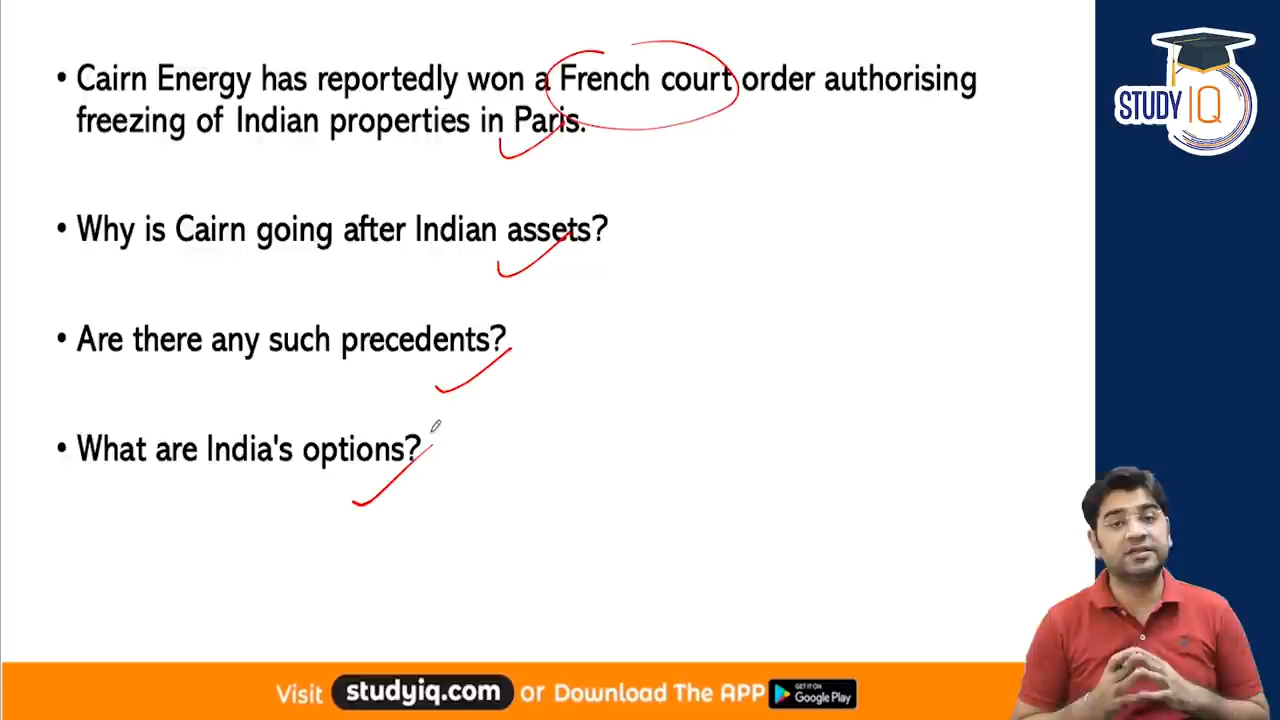 • Cairn Energy has reportedly won a French court order authorising
freezing of Indian properties in Paris.
• Why is Cairn going after Indian assets?
• Are there any such precedents?
• What are India's options?
STUDY IQ
Visit studyiq.com or Download The APP GET IT ON Google Play